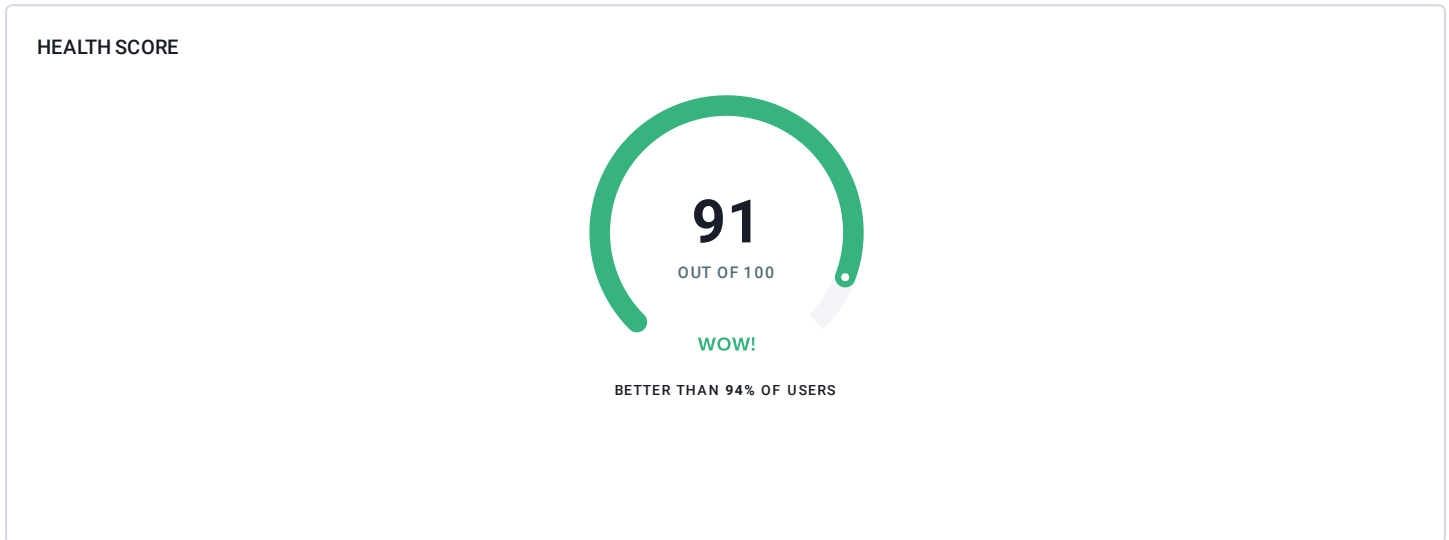 HEALTH SCORE
91
OUT OF 100
WOW!
BETTER THAN 94% OF USERS